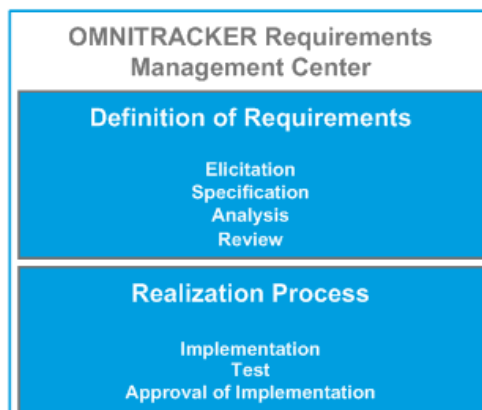 OMNITRACKER Requirements
Management Center
Definition of Requirements
Elicitation
Specification
Analysis
Review
Realization Process
Implementation
Test
Approval of Implementation